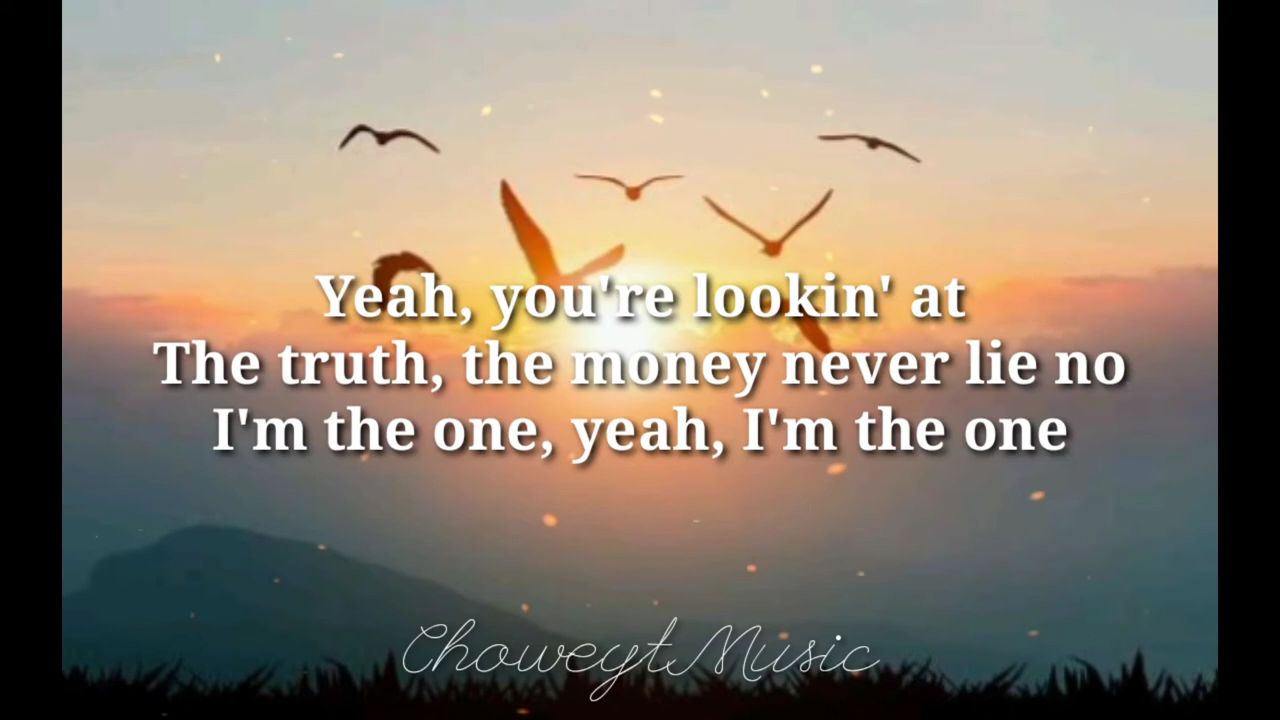 Yeah, you're lookin' at
The truth, the money never lie no
I'm the one, yeah, I'm the one
ChoweytMusic